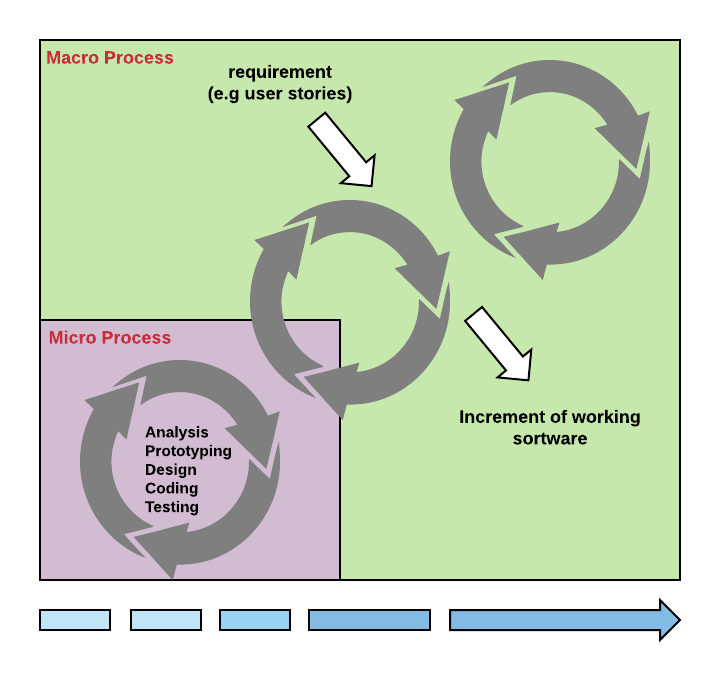 Macro Process
requirement
(e.g user stories)
Micro Process
Analysis
Prototyping
Design
Coding
Testing
Increment of working
sortware